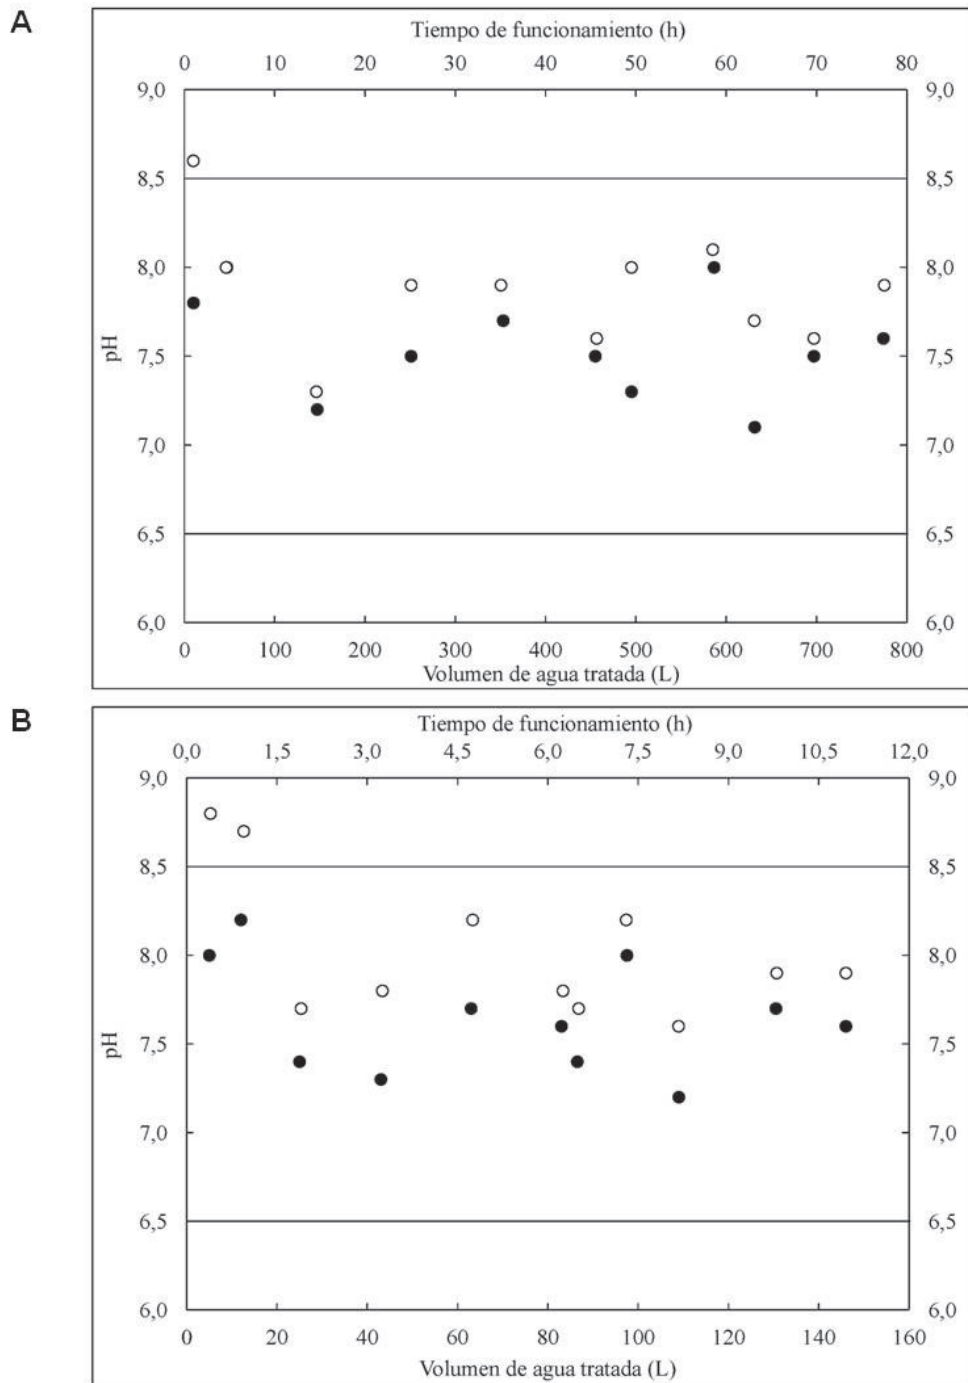 A
Tiempo de funcionamiento (h)
0 10 20 30 40 50 60 70 80
9,0 9,0
8,5 8,5
8,0 8,0
7,5 7,5
7,0 7,0
6,5 6,5
6,0 6,0
pH
0 100 200 300 400 500 600 700 800
Volumen de agua tratada (L)
B
Tiempo de funcionamiento (h)
0,0 1,5 3,0 4,5 6,0 7,5 9,0 10,5 12,0
9,0 9,0
8,5 8,5
8,0 8,0
7,5 7,5
7,0 7,0
6,5 6,5
6,0 6,0
pH
0 20 40 60 80 100 120 140 160
Volumen de agua tratada (L)